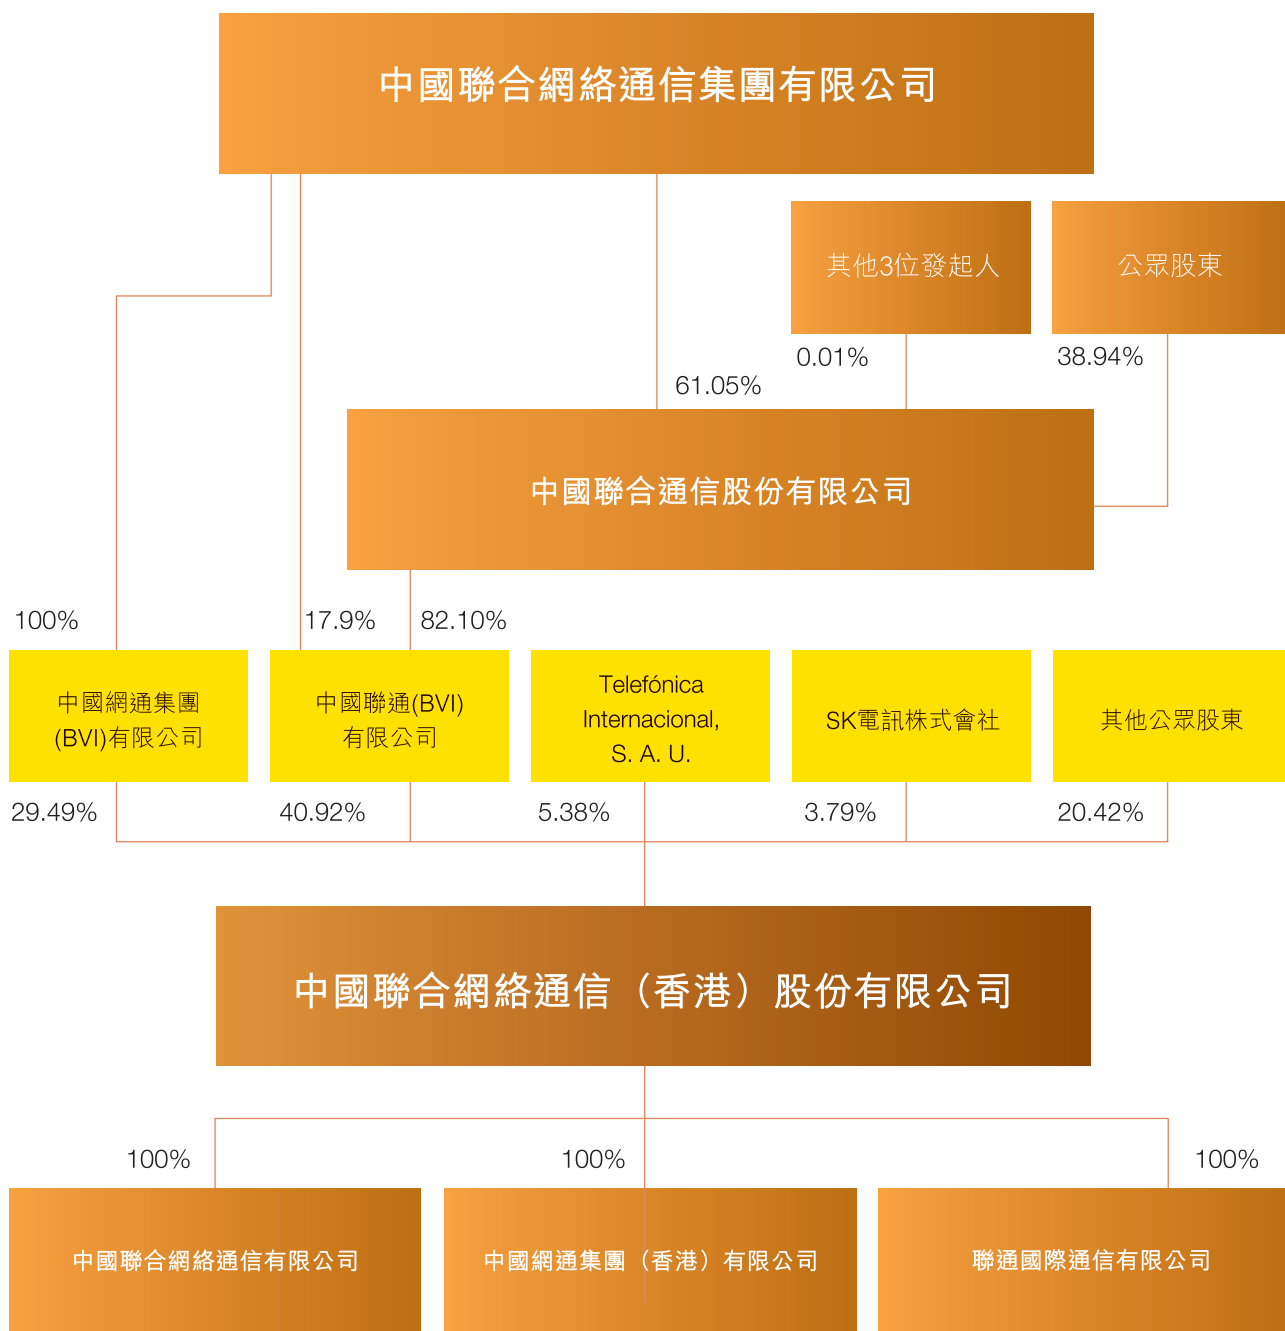 中國聯合網絡通信集團有限公司
其他3位發起人
公眾股東
0.01%
38.94%
61.05%
中國聯合通信股份有限公司
100%
17.9%
82.10%
中國網通集團
(BVI)有限公司
中國聯通(BVI)
有限公司
Telefónica
Internacional,
S. A. U.
SK電訊株式會社
其他公眾股東
29.49%
40.92%
5.38%
3.79%
20.42%
中國聯合網絡通信（香港）股份有限公司
100%
100%
100%
中國聯合網絡通信有限公司
中國網通集團（香港）有限公司
聯通國際通信有限公司